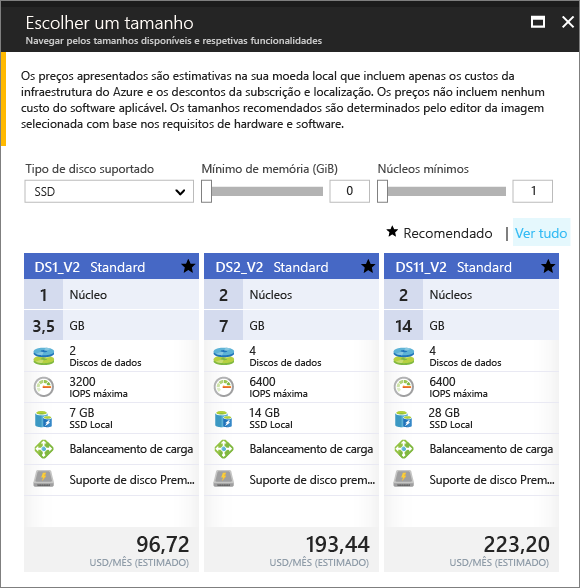 Escolher um tamanho
Navegar pelos tamanhos disponíveis e respetivas funcionalidades
Os preços apresentados são estimativas na sua moeda local que incluem apenas os custos da
infraestrutura do Azure e os descontos da subscrição e localização. Os preços não incluem nenhum
custo do software aplicável. Os tamanhos recomendados são determinados pelo editor da imagem
selecionada com base nos requisitos de hardware e software.
Tipo de disco suportado
SSD
Mínimo de memória (GiB)
0
Núcleos mínimos
1
★ Recomendado | Ver tudo
DS1_V2 Standard ★
1 Núcleo
3,5 GB
2
Discos de dados
3200
IOPS máxima
7 GB
SSD Local
Balanceamento de carga
Suporte de disco Prem...
96,72
USD/MÊS (ESTIMADO)
DS2_V2 Standard ★
2 Núcleos
7 GB
4
Discos de dados
6400
IOPS máxima
14 GB
SSD Local
Balanceamento de carga
Suporte de disco prem...
193,44
USD/MÊS (ESTIMADO)
DS11_V2 Standard ★
2 Núcleos
14 GB
4
Discos de dados
6400
IOPS máxima
28 GB
SSD Local
Balanceamento de carga
Suporte de disco Prem...
223,20
USD/MÊS (ESTIMADO)